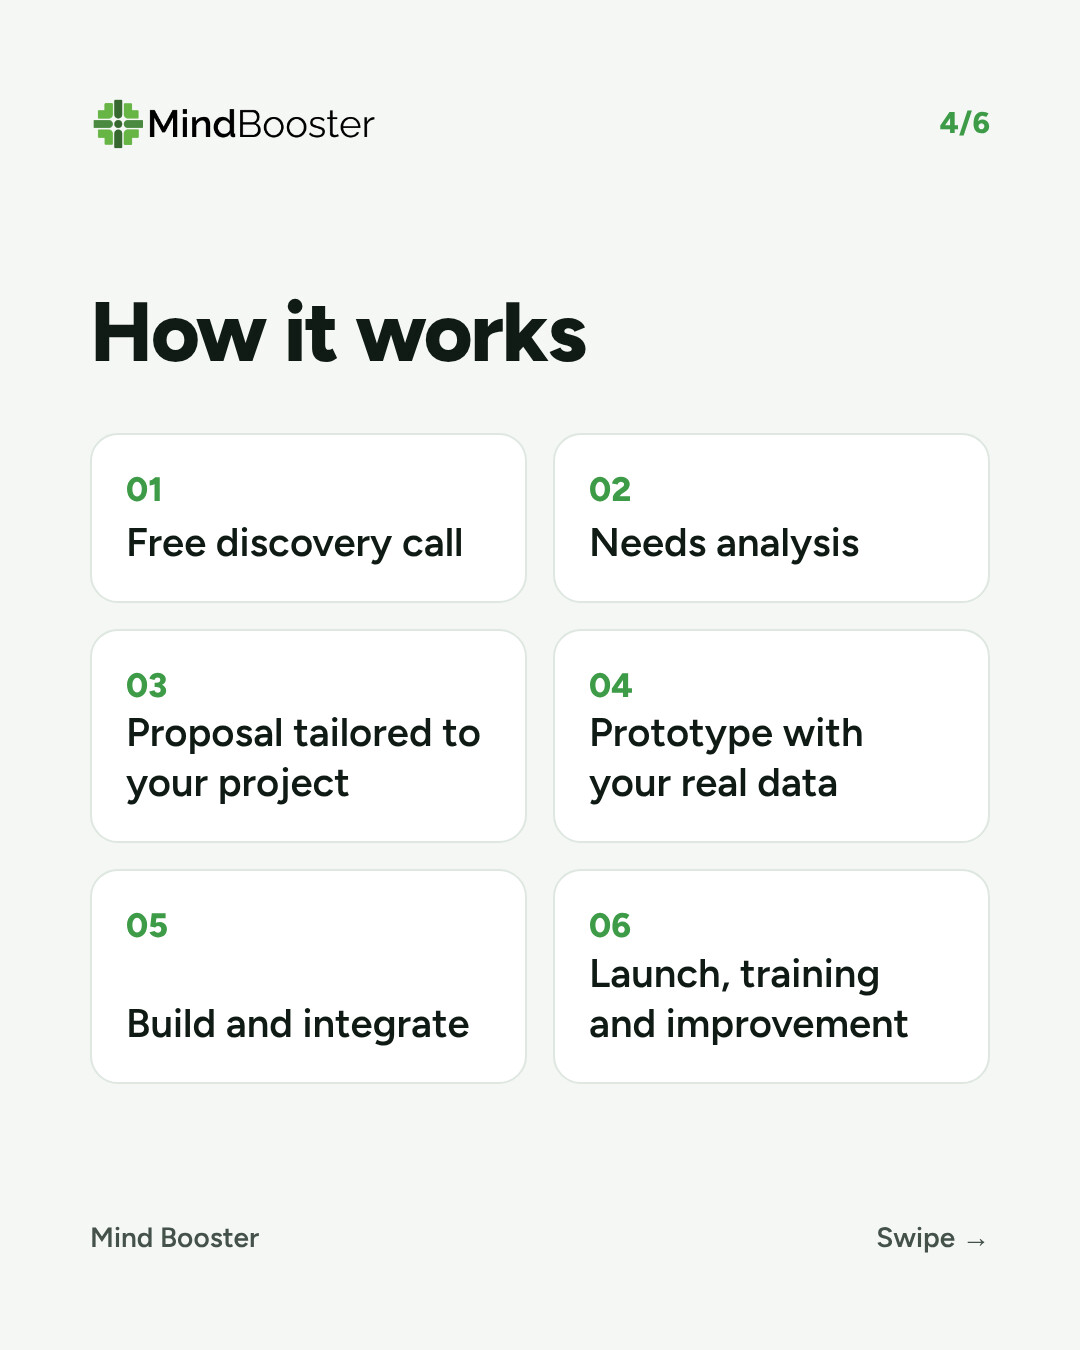 MindBooster
4/6
How it works
01
Free discovery call
02
Needs analysis
03
Proposal tailored to
your project
04
Prototype with
your real data
05
Build and integrate
06
Launch, training
and improvement
Mind Booster
Swipe →